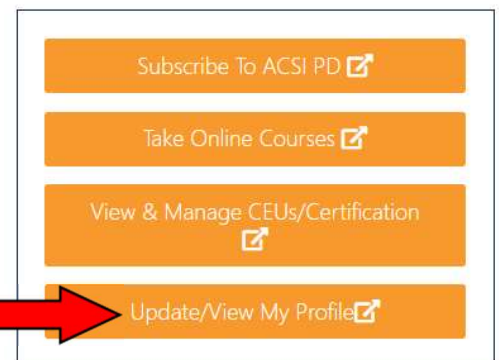 Subscribe To ACSI PD
Take Online Courses
View & Manage CEUs/Certification
Update/View My Profile